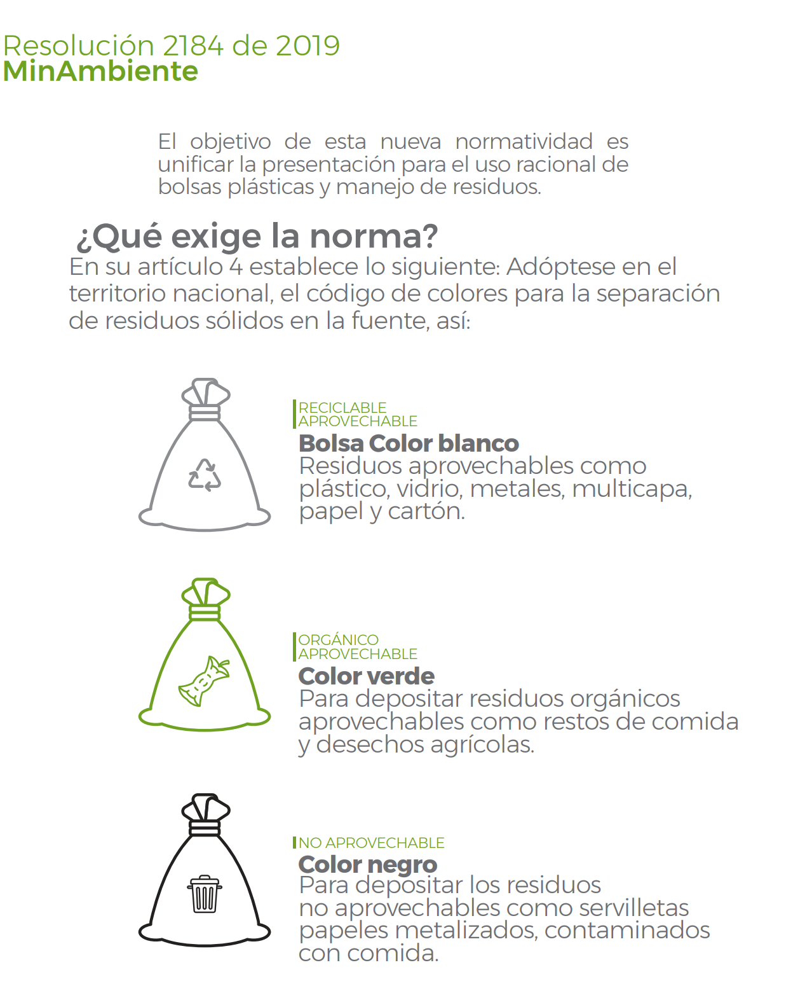 Resolución 2184 de 2019
MinAmbiente
El objetivo de esta nueva normatividad es
unificar la presentación para el uso racional de
bolsas plásticas y manejo de residuos.
¿Qué exige la norma?
En su artículo 4 establece lo siguiente: Adóptese en el
territorio nacional, el código de colores para la separación
de residuos sólidos en la fuente, así:
RECICLABLE
APROVECHABLE
Bolsa Color blanco
Residuos aprovechables como
plástico, vidrio, metales, multicapa,
papel y cartón.
ORGÁNICO
APROVECHABLE
Color verde
Para depositar residuos orgánicos
aprovechables como restos de comida
y desechos agrícolas.
NO APROVECHABLE
Color negro
Para depositar los residuos
no aprovechables como servilletas
papeles metalizados, contaminados
con comida.